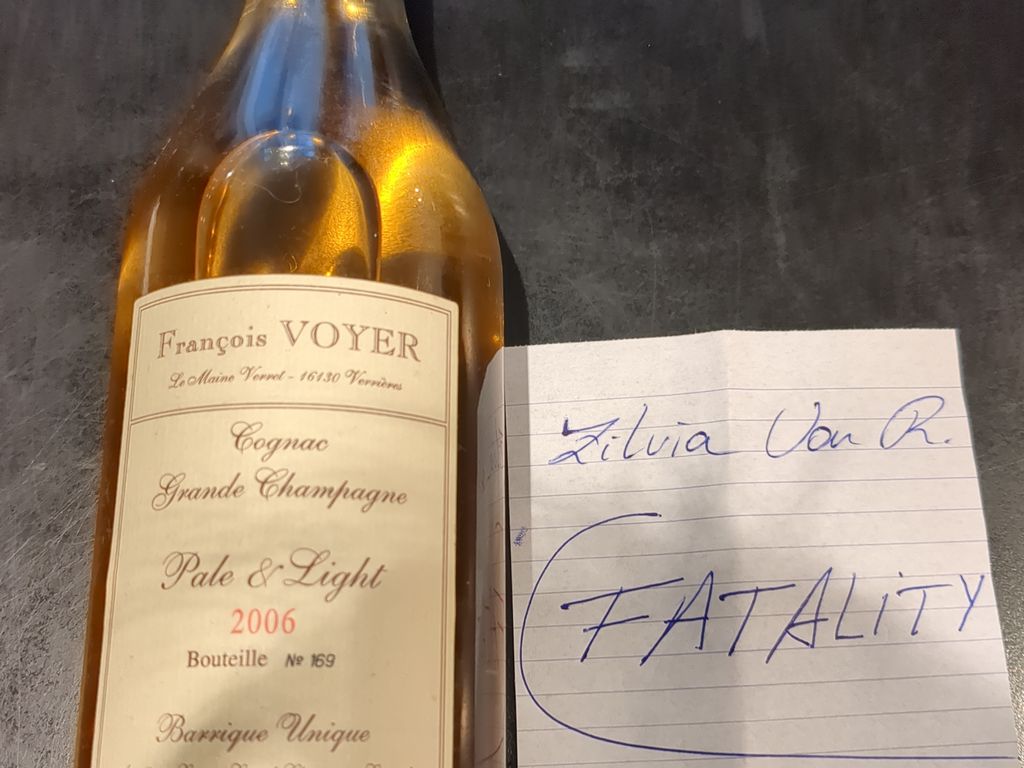 François VOYER
Le Maine Verret - 16130 Verrières
Cognac
Grande Champagne
Pale & Light
2006
Bouteille № 169
Barrique Unique
Zilvia Von R.
FATALiTY